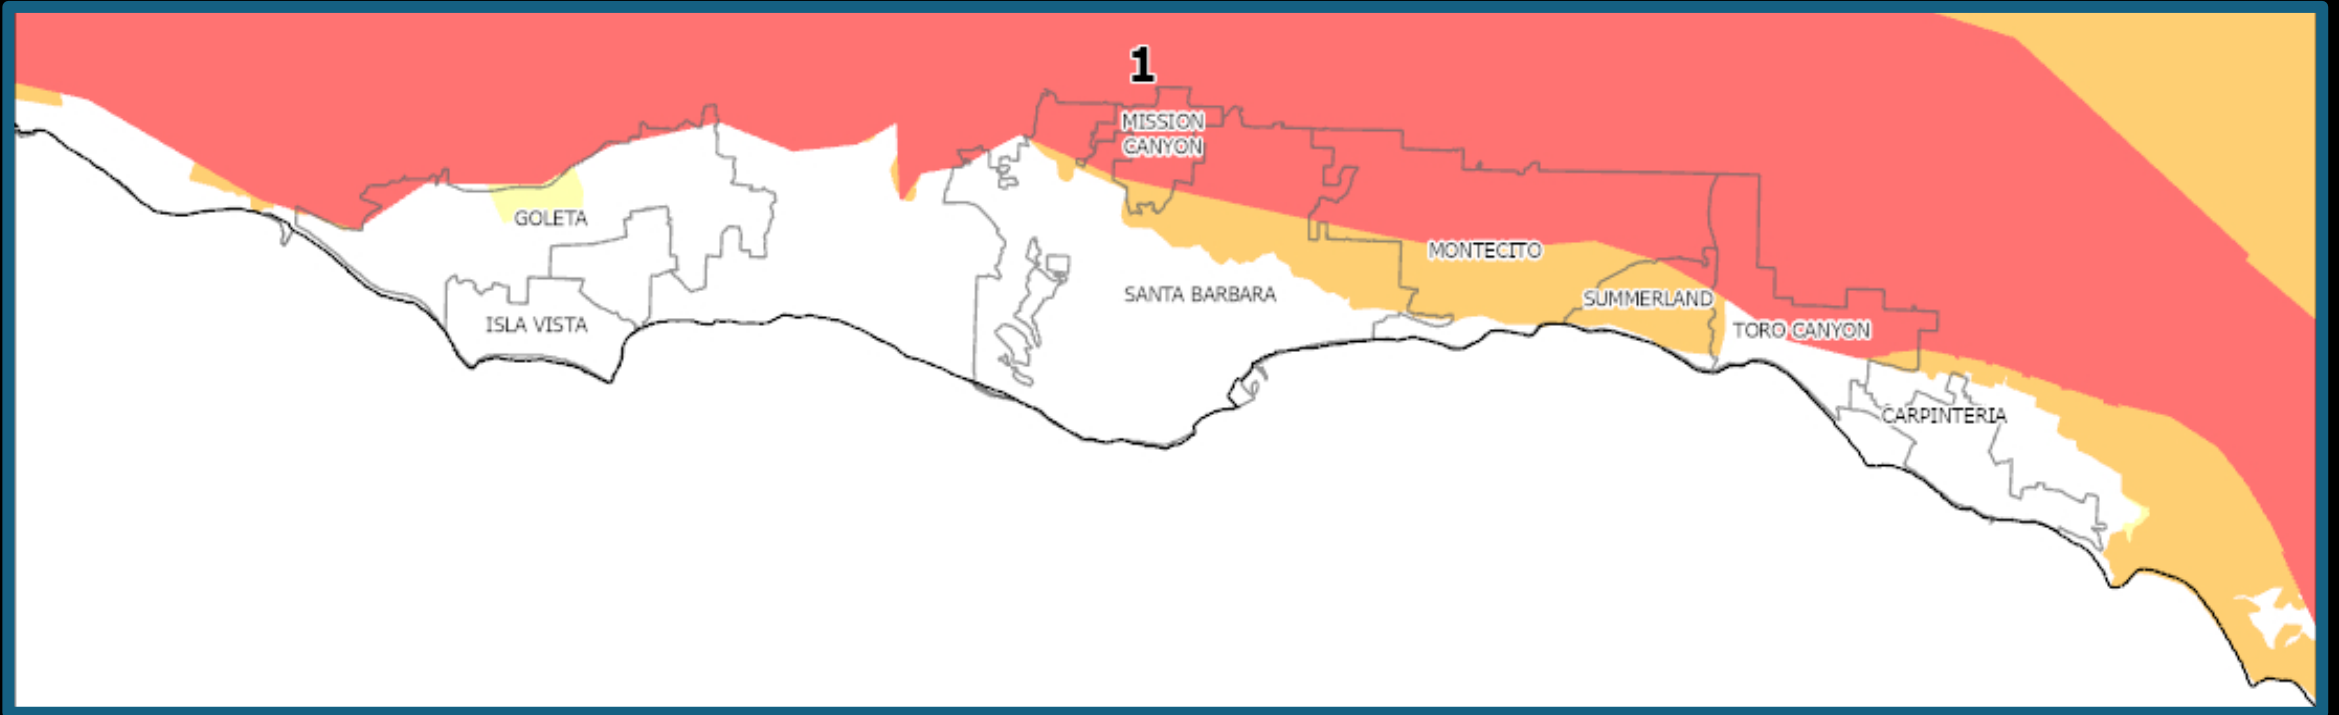 1
MISSION
CANYON
GOLETA
MONTECITO
SANTA BARBARA
SUMMERLAND
ISLA VISTA
TORO CANYON
CARPINTERIA